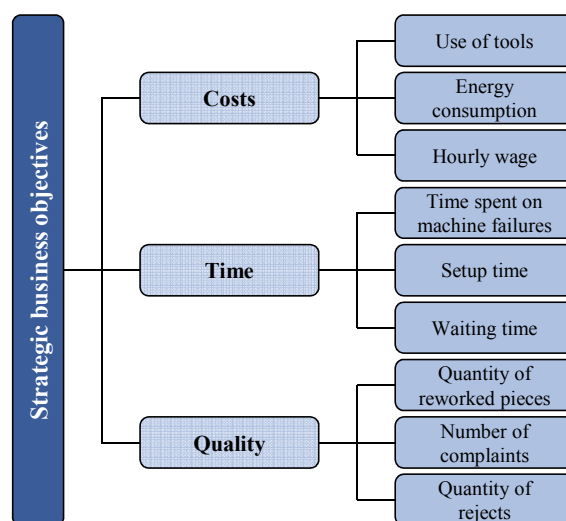 Strategic business objectives
Costs
Use of tools
Energy
consumption
Hourly wage
Time
Time spent on
machine failures
Setup time
Waiting time
Quality
Quantity of
reworked pieces
Number of
complaints
Quantity of
rejects